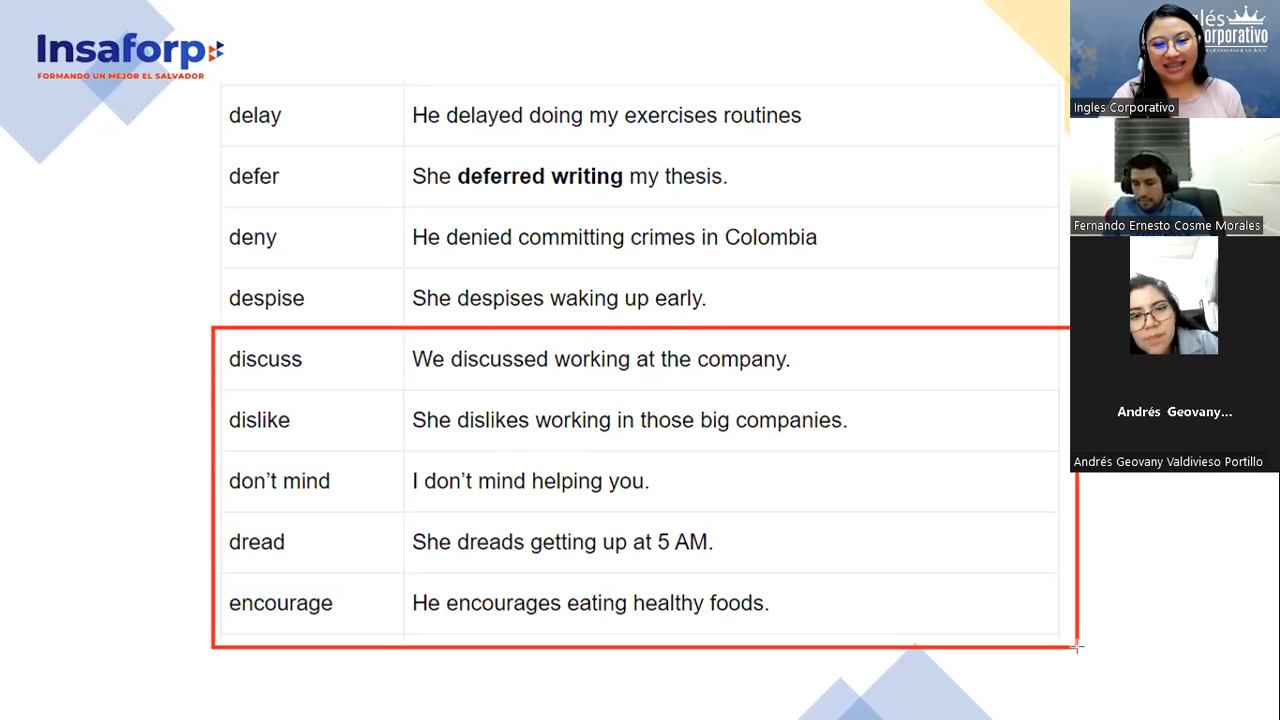 Insaforp
FORMANDO UN MEJOR EL SALVADOR
delay He delayed doing my exercises routines
defer She deferred writing my thesis.
deny He denied committing crimes in Colombia
despise She despises waking up early.
discuss We discussed working at the company.
dislike She dislikes working in those big companies.
don't mind I don't mind helping you.
dread She dreads getting up at 5 AM.
encourage He encourages eating healthy foods.
Ingles Corporativo
Fernando Ernesto Cosme Morales
Andrés Geovany...
Andrés Geovany Valdivieso Portillo